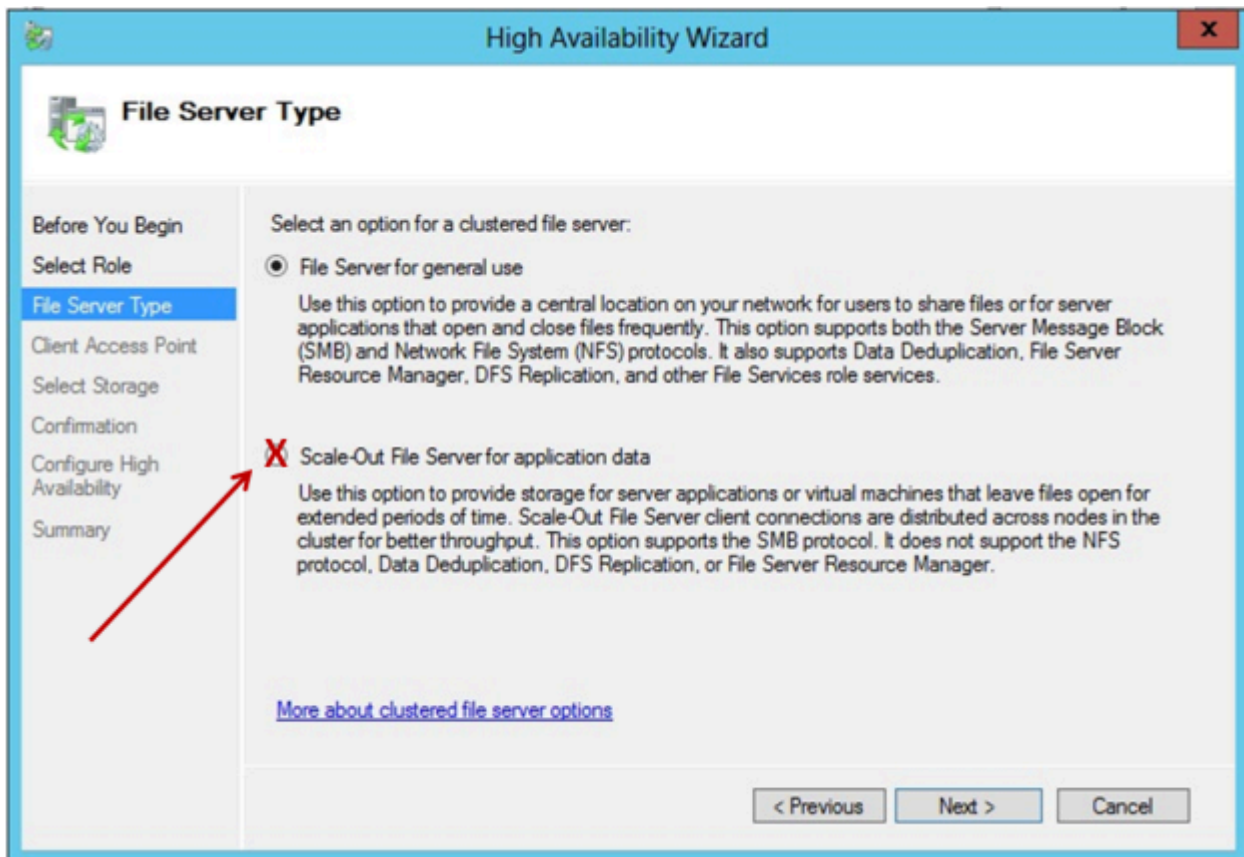 High Availability Wizard
X
File Server Type
Before You Begin
Select Role
File Server Type
Client Access Point
Select Storage
Confirmation
Configure High
Availability
Summary
Select an option for a clustered file server:
File Server for general use
Use this option to provide a central location on your network for users to share files or for server
applications that open and close files frequently. This option supports both the Server Message Block
(SMB) and Network File System (NFS) protocols. It also supports Data Deduplication, File Server
Resource Manager, DFS Replication, and other File Services role services.
X
Scale-Out File Server for application data
Use this option to provide storage for server applications or virtual machines that leave files open for
extended periods of time. Scale-Out File Server client connections are distributed across nodes in the
cluster for better throughput. This option supports the SMB protocol. It does not support the NFS
protocol, Data Deduplication, DFS Replication, or File Server Resource Manager.
More about clustered file server options
< Previous
Next >
Cancel